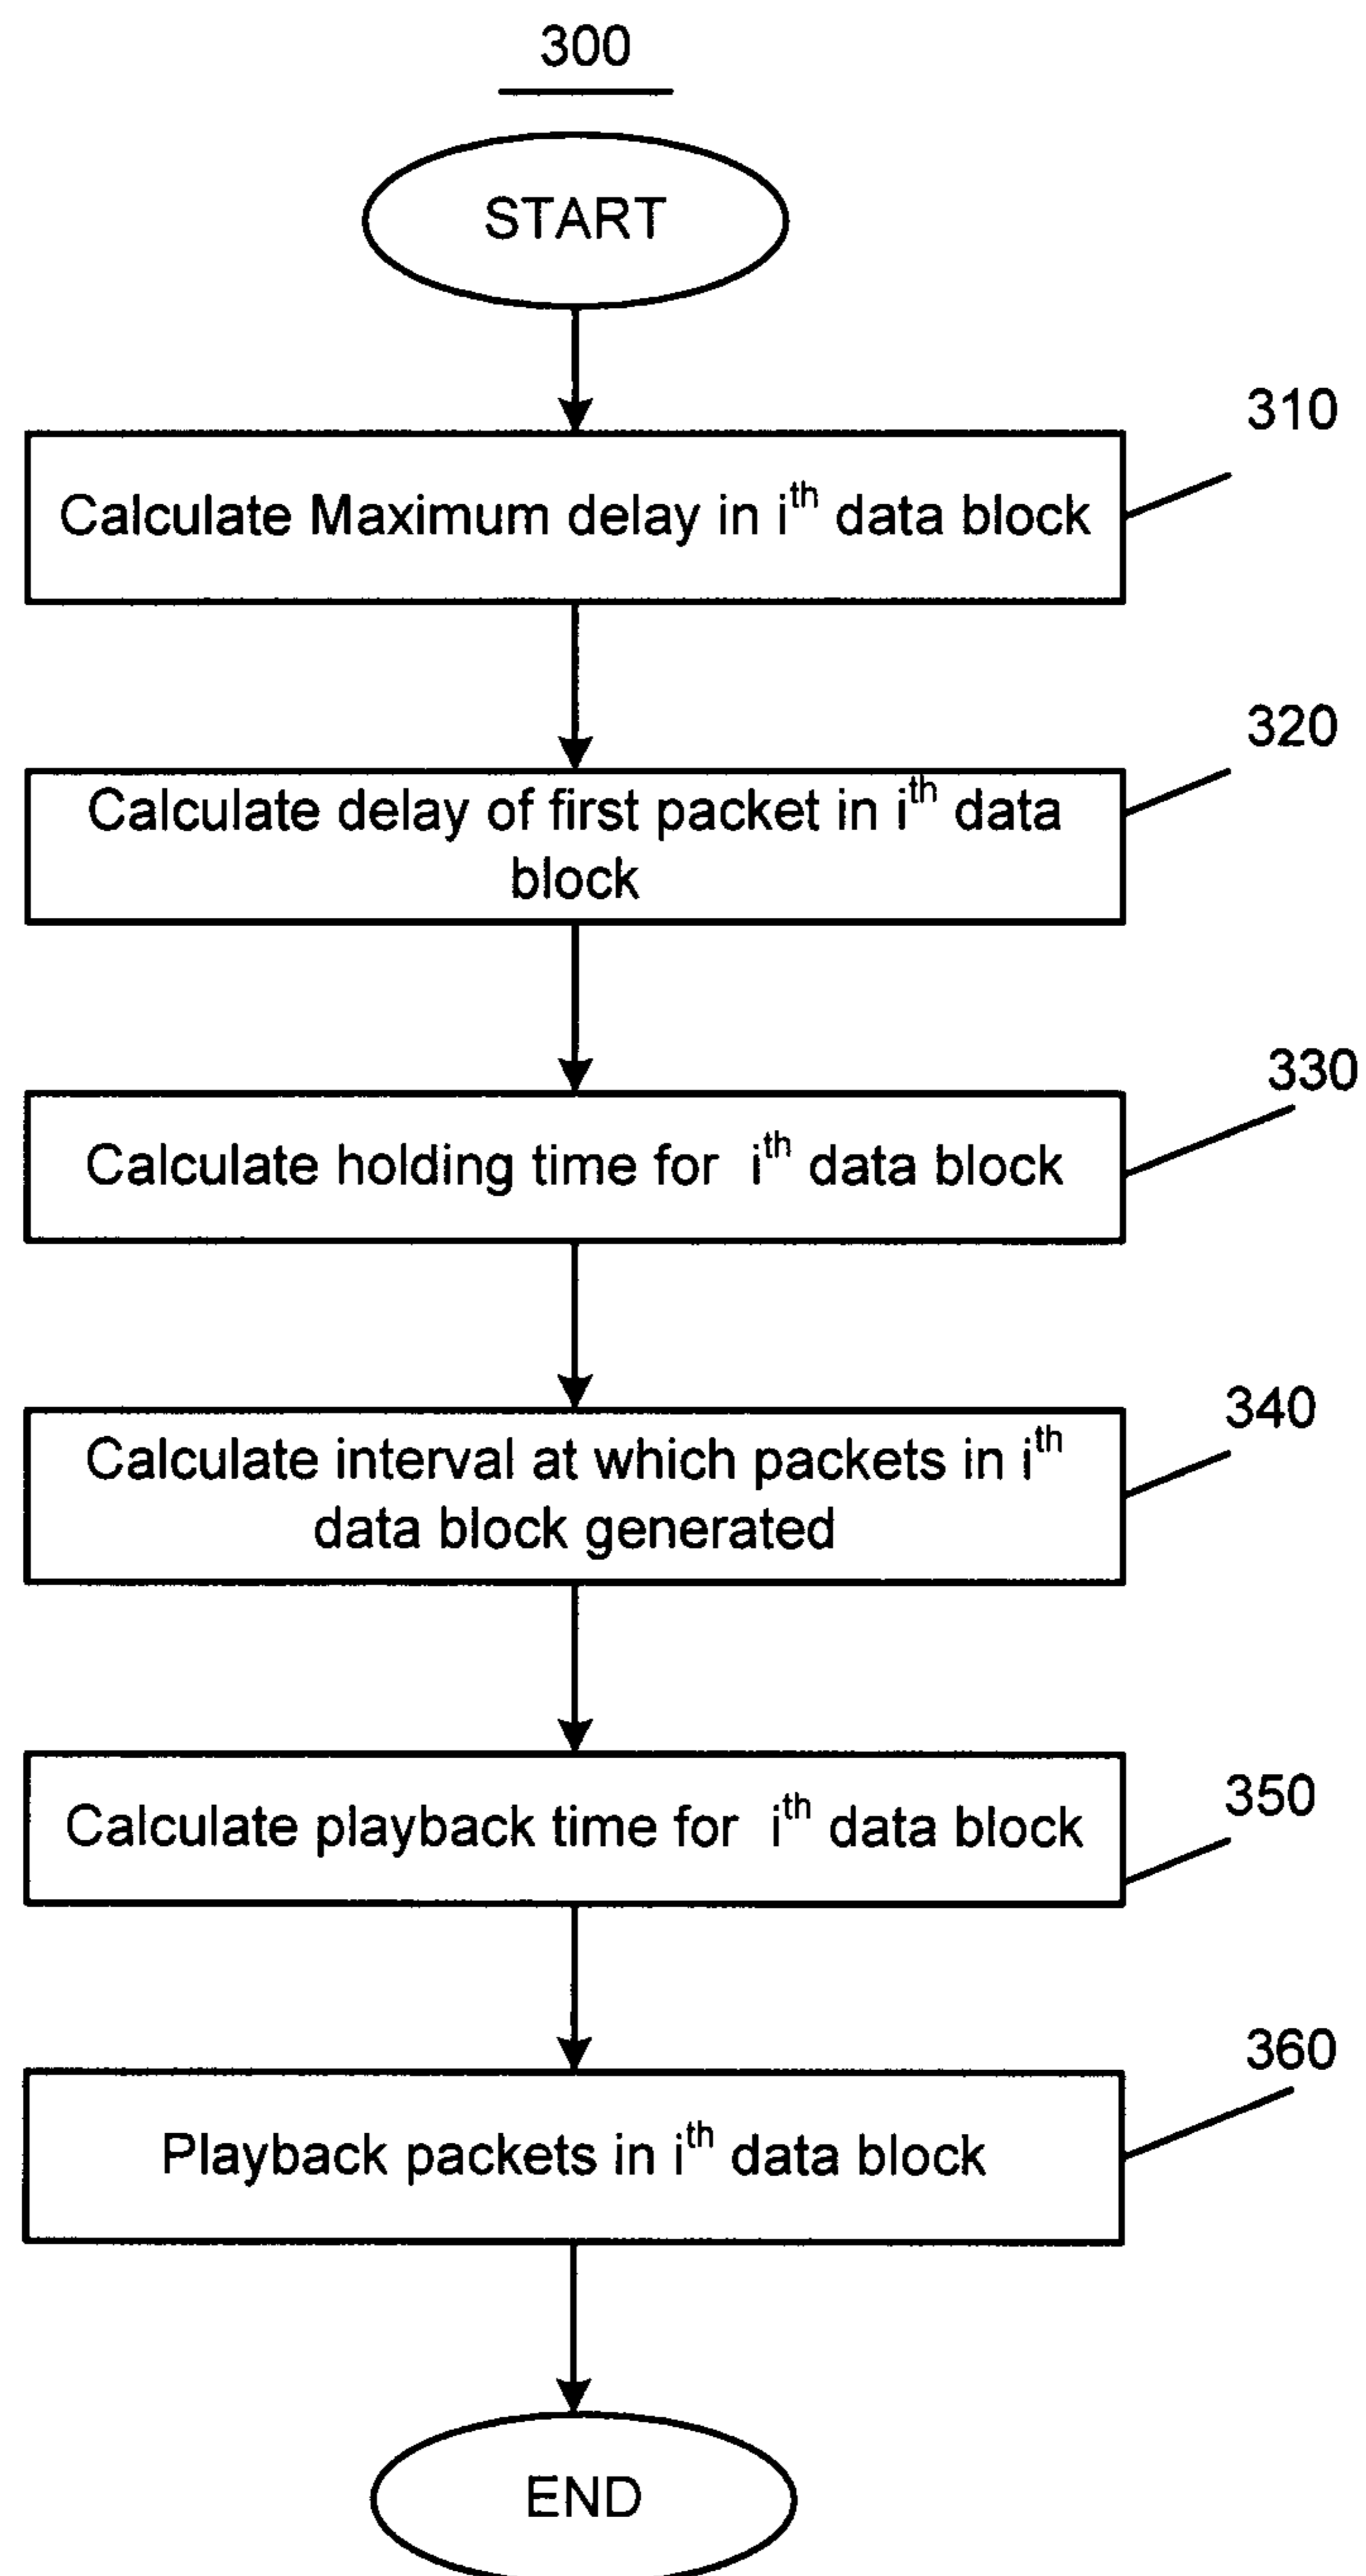 300
START
310
Calculate Maximum delay in ith data block
320
Calculate delay of first packet in ith data
block
330
Calculate holding time for ith data block
340
Calculate interval at which packets in ith
data block generated
350
Calculate playback time for ith data block
360
Playback packets in ith data block
END